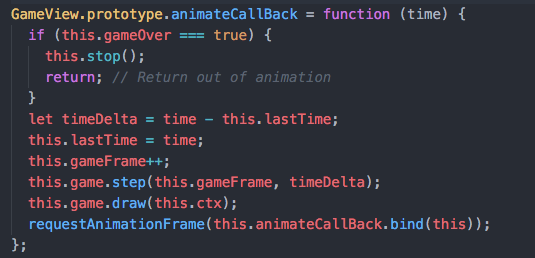 GameView.prototype.animateCallBack = function (time) {
if (this.gameOver === true) {
this.stop();
return; // Return out of animation
}
let timeDelta = time - this.lastTime;
this.lastTime = time;
this.gameFrame++;
this.game.step(this.gameFrame, timeDelta);
this.game.draw(this.ctx);
requestAnimationFrame(this.animateCallBack.bind(this));
};